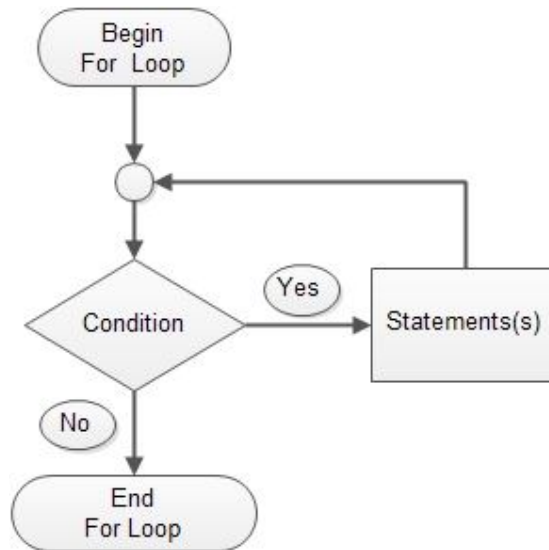 Begin
For Loop
Condition
Yes
Statements(s)
No
End
For Loop